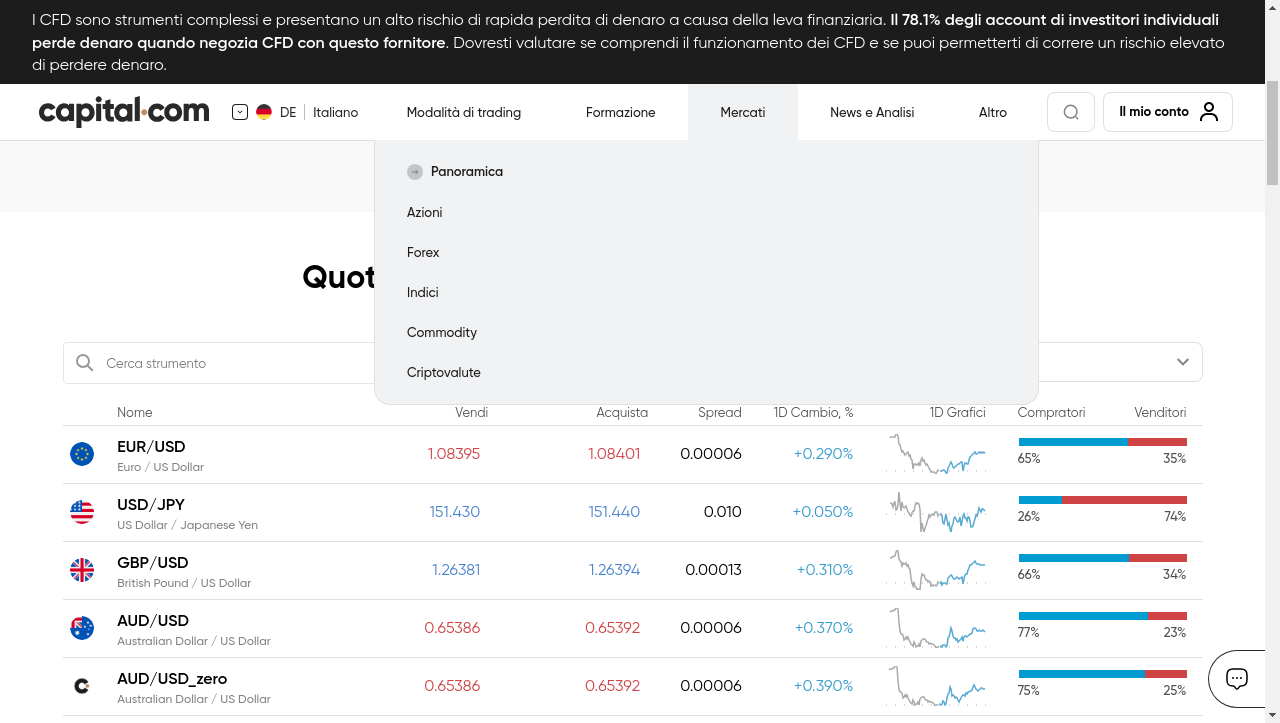 I CFD sono strumenti complessi e presentano un alto rischio di rapida perdita di denaro a causa della leva finanziaria. Il 78.1% degli account di investitori individuali
perde denaro quando negozia CFD con questo fornitore. Dovresti valutare se comprendi il funzionamento dei CFD e se puoi permetterti di correre un rischio elevato
di perdere denaro.
capital.com DE Italiano Modalità di trading Formazione Mercati News e Analisi Altro Il mio conto
Panoramica
Azioni
Forex
Quot
Indici
Commodity
Cerca strumento
Criptovalute
Nome Vendi Acquista Spread 1D Cambio, % 1D Grafici Compratori Venditori
EUR/USD 1.08395 1.08401 0.00006 +0.290%
Euro / US Dollar 65% 35%
USD/JPY 151.430 151.440 0.010 +0.050%
US Dollar / Japanese Yen 26% 74%
GBP/USD 1.26381 1.26394 0.00013 +0.310%
British Pound / US Dollar 66% 34%
AUD/USD 0.65386 0.65392 0.00006 +0.370%
Australian Dollar / US Dollar 77% 23%
AUD/USD_zero 0.65386 0.65392 0.00006 +0.390%
Australian Dollar / US Dollar 75% 25%